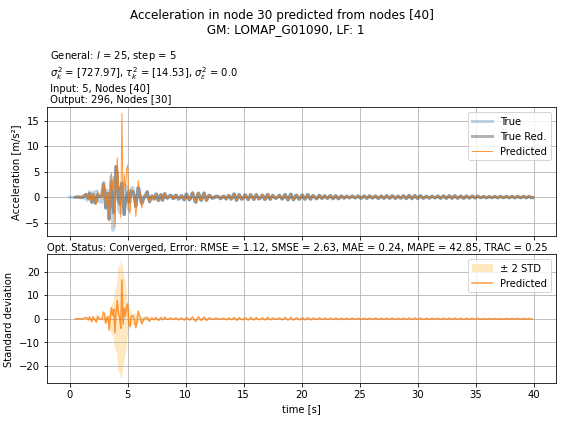 Acceleration in node 30 predicted from nodes [40]
GM: LOMAP_G01090, LF: 1
General: l = 25, step = 5
σ²ₖ = [727.97], τ²ₖ = [14.53], σ²ε = 0.0
Input: 5, Nodes [40]
Output: 296, Nodes [30]
Acceleration [m/s²]
15
10
5
0
−5
True
True Red.
Predicted
Opt. Status: Converged, Error: RMSE = 1.12, SMSE = 2.63, MAE = 0.24, MAPE = 42.85, TRAC = 0.25
Standard deviation
20
10
0
−10
−20
± 2 STD
Predicted
0 5 10 15 20 25 30 35 40
time [s]